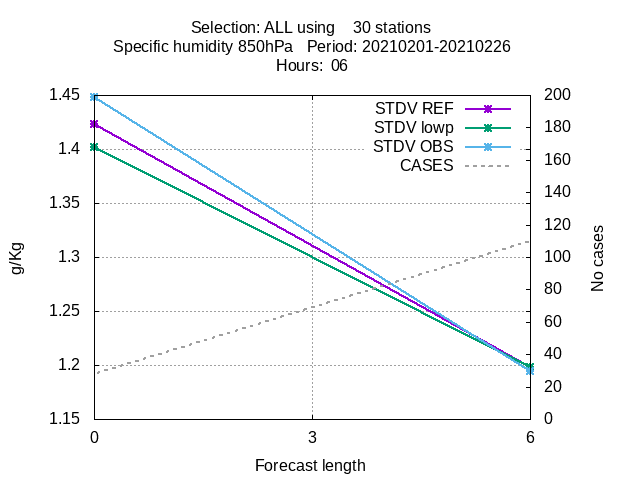 Selection: ALL using    30 stations
Specific humidity 850hPa   Period: 20210201-20210226
Hours:  06
1.45
1.4
1.35
1.3
1.25
1.2
1.15
g/Kg
STDV REF
STDV lowp
STDV OBS
CASES
200
180
160
140
120
100
80
60
40
20
0
No cases
0
3
6
Forecast length